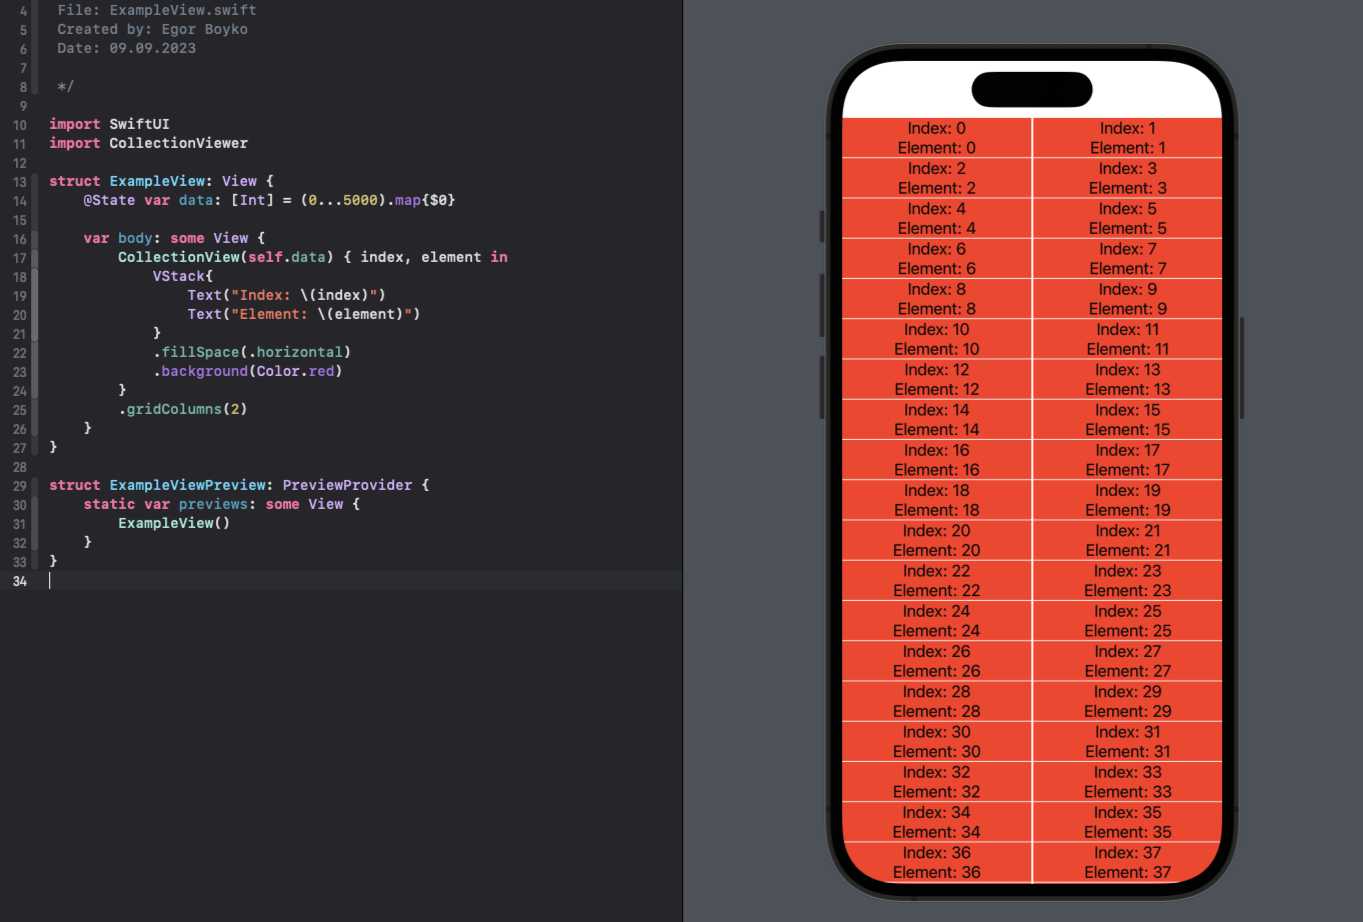 4 File: ExampleView.swift
5 Created by: Egor Boyko
6 Date: 09.09.2023
7
8 */
9
10 import SwiftUI
11 import CollectionViewer
12
13 struct ExampleView: View {
14 @State var data: [Int] = (0...5000).map{$0}
15
16 var body: some View {
17 CollectionView(self.data) { index, element in
18 VStack{
19 Text("Index: \(index)")
20 Text("Element: \(element)")
21 }
22 .fillSpace(.horizontal)
23 .background(Color.red)
24 }
25 .gridColumns(2)
26 }
27 }
28
29 struct ExampleViewPreview: PreviewProvider {
30 static var previews: some View {
31 ExampleView()
32 }
33 }
34
Index: 0 Index: 1
Element: 0 Element: 1
Index: 2 Index: 3
Element: 2 Element: 3
Index: 4 Index: 5
Element: 4 Element: 5
Index: 6 Index: 7
Element: 6 Element: 7
Index: 8 Index: 9
Element: 8 Element: 9
Index: 10 Index: 11
Element: 10 Element: 11
Index: 12 Index: 13
Element: 12 Element: 13
Index: 14 Index: 15
Element: 14 Element: 15
Index: 16 Index: 17
Element: 16 Element: 17
Index: 18 Index: 19
Element: 18 Element: 19
Index: 20 Index: 21
Element: 20 Element: 21
Index: 22 Index: 23
Element: 22 Element: 23
Index: 24 Index: 25
Element: 24 Element: 25
Index: 26 Index: 27
Element: 26 Element: 27
Index: 28 Index: 29
Element: 28 Element: 29
Index: 30 Index: 31
Element: 30 Element: 31
Index: 32 Index: 33
Element: 32 Element: 33
Index: 34 Index: 35
Element: 34 Element: 35
Index: 36 Index: 37
Element: 36 Element: 37